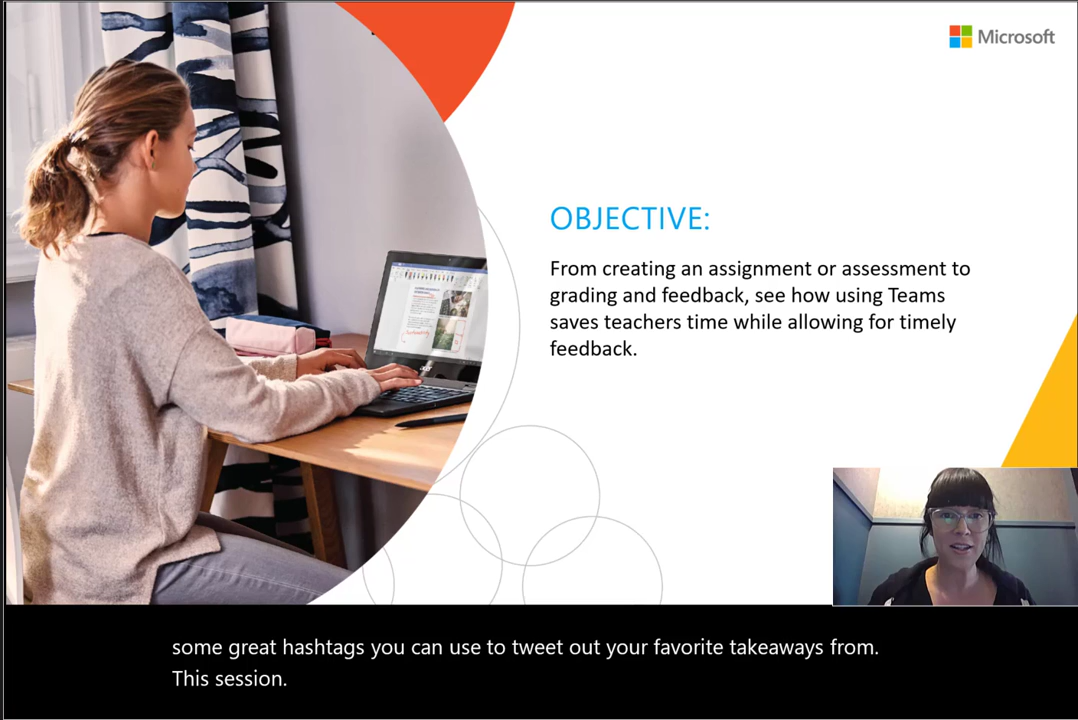 Microsoft
OBJECTIVE:
From creating an assignment or assessment to
grading and feedback, see how using Teams
saves teachers time while allowing for timely
feedback.
acer
some great hashtags you can use to tweet out your favorite takeaways from.
This session.